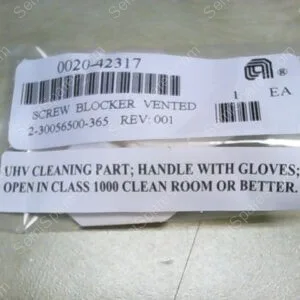 0020-42317
®
SCREW BLOCKER VENTED
1 EA
2-30056500-365 REV: 001
UHV CLEANING PART; HANDLE WITH GLOVES;
OPEN IN CLASS 1000 CLEAN ROOM OR BETTER.